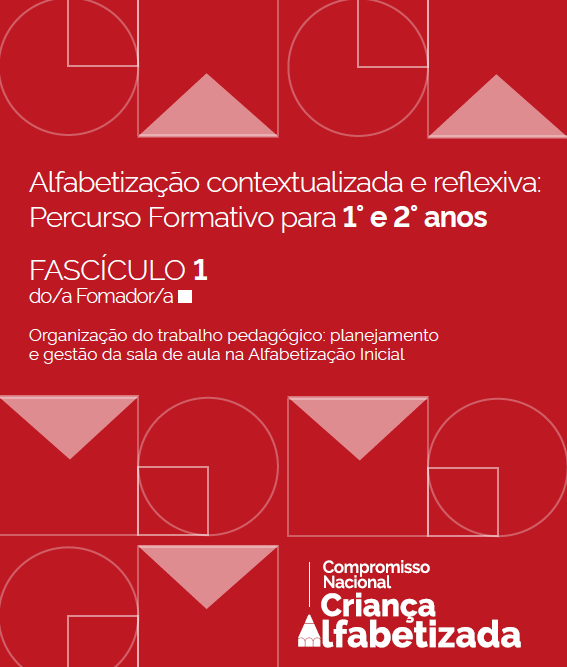 Alfabetização contextualizada e reflexiva:
Percurso Formativo para 1° e 2° anos
FASCÍCULO 1
do/a Fomador/a
Organização do trabalho pedagógico: planejamento
e gestão da sala de aula na Alfabetização Inicial
Compromisso
Nacional
Criança
Alfabetizada